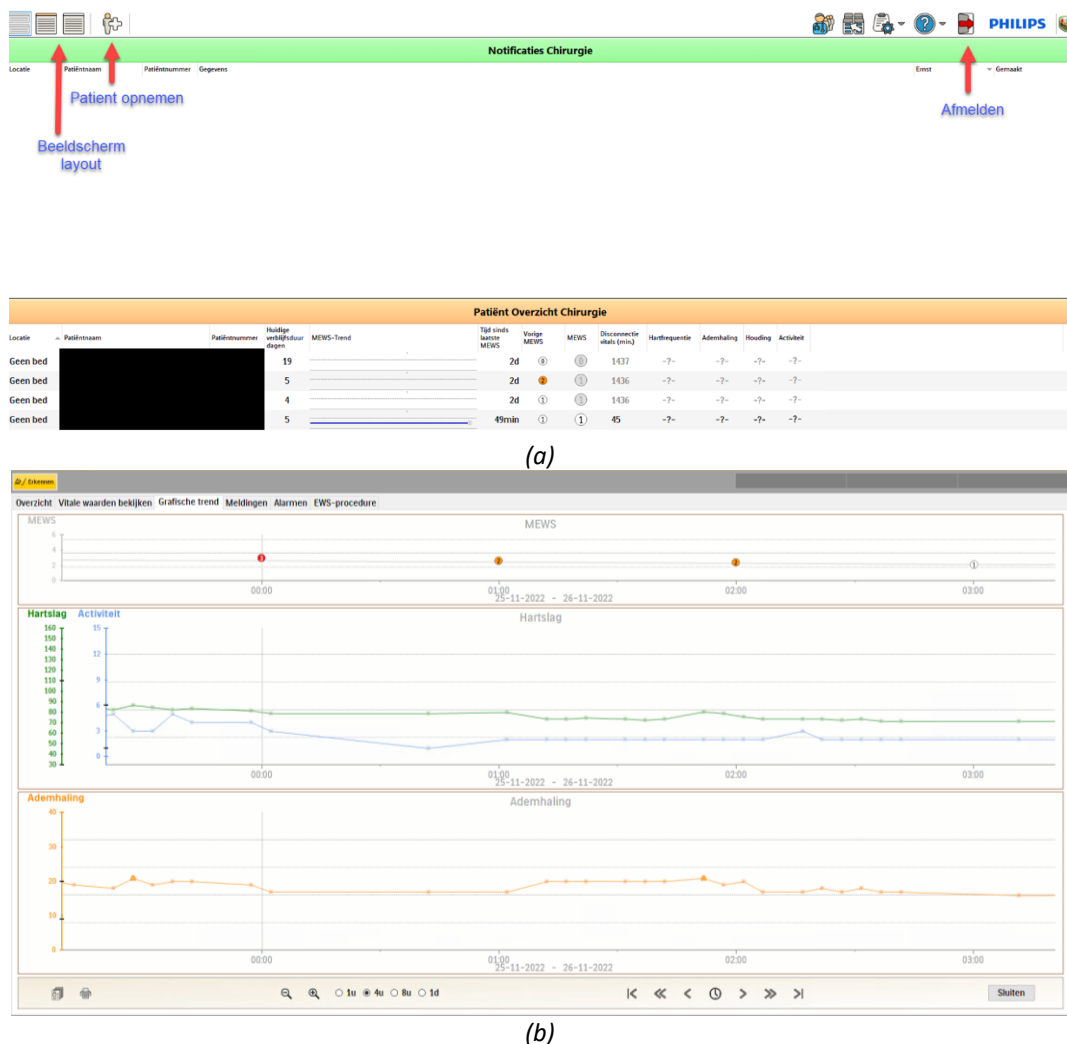 PHILIPS
Notificaties Chirurgie
Locatie Patiëntnaam Patiëntnummer Gegevens Ernst Gemaakt
Patient opnemen
Afmelden
Beeldscherm
layout
Patiënt Overzicht Chirurgie
Locatie Patiëntnaam Patiëntnummer Huidige verblijfsduur dagen MEWS-Trend Tijd sinds laatste MEWS Vorige MEWS MEWS Disconnectie vitals (min.) Hartfrequentie Ademhaling Houding Activiteit
Geen bed 19 2d 0 0 1437 -?- -?- -?- -?-
Geen bed 5 2d 2 1 1436 -?- -?- -?- -?-
Geen bed 4 2d 1 1 1436 -?- -?- -?- -?-
Geen bed 5 49min 1 1 45 -?- -?- -?- -?-
(a)
Erkennen
Overzicht Vitale waarden bekijken Grafische trend Meldingen Alarmen EWS-procedure
MEWS MEWS
6
4
2
0
3 2 2 1
00:00 01:00 02:00 03:00
25-11-2022 - 26-11-2022
Hartslag Activiteit Hartslag
160 15
150
140
130 12
120
110 9
100
90
80 6
70
60 3
50
40 0
30
00:00 01:00 02:00 03:00
25-11-2022 - 26-11-2022
Ademhaling Ademhaling
40
30
20
10
0
00:00 01:00 02:00 03:00
25-11-2022 - 26-11-2022
1u 4u 8u 1d Sluiten
(b)